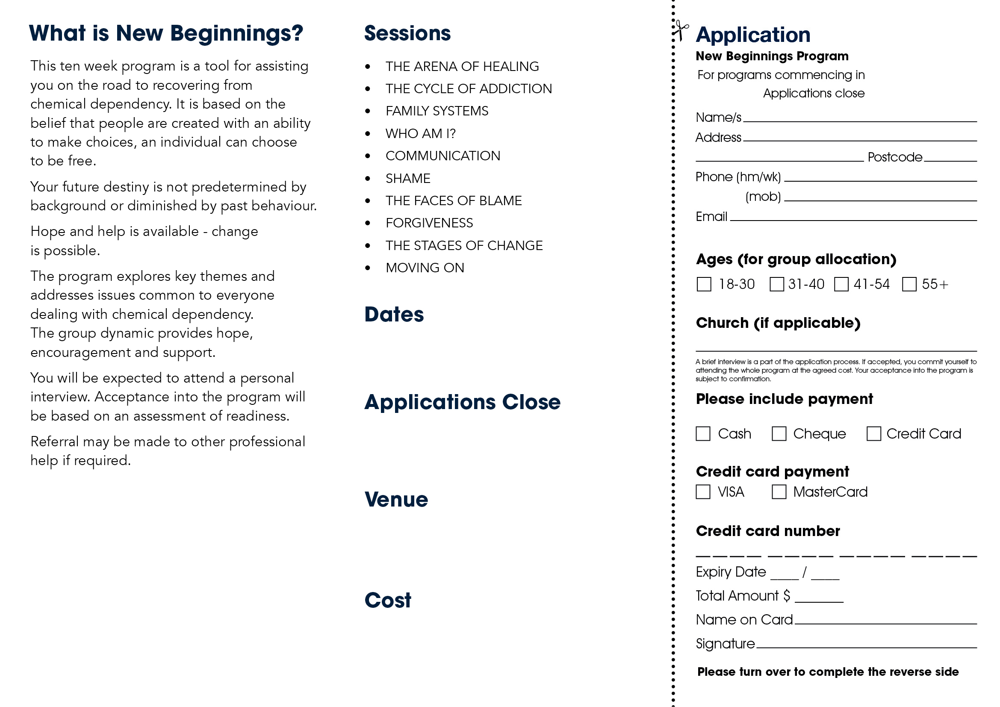 What is New Beginnings?
This ten week program is a tool for assisting
you on the road to recovering from
chemical dependency. It is based on the
belief that people are created with an ability
to make choices, an individual can choose
to be free.
Your future destiny is not predetermined by
background or diminished by past behaviour.
Hope and help is available - change
is possible.
The program explores key themes and
addresses issues common to everyone
dealing with chemical dependency.
The group dynamic provides hope,
encouragement and support.
You will be expected to attend a personal
interview. Acceptance into the program will
be based on an assessment of readiness.
Referral may be made to other professional
help if required.
Sessions
• THE ARENA OF HEALING
• THE CYCLE OF ADDICTION
• FAMILY SYSTEMS
• WHO AM I?
• COMMUNICATION
• SHAME
• THE FACES OF BLAME
• FORGIVENESS
• THE STAGES OF CHANGE
• MOVING ON
Dates
Applications Close
Venue
Cost
Application
New Beginnings Program
For programs commencing in
Applications close
Name/s
Address
Postcode
Phone (hm/wk)
(mob)
Email
Ages (for group allocation)
18-30 31-40 41-54 55+
Church (if applicable)
A brief interview is a part of the application process. If accepted, you commit yourself to
attending the whole program at the agreed cost. Your acceptance into the program is
subject to confirmation.
Please include payment
Cash Cheque Credit Card
Credit card payment
VISA MasterCard
Credit card number
Expiry Date ____ / ____
Total Amount $ ______
Name on Card
Signature
Please turn over to complete the reverse side